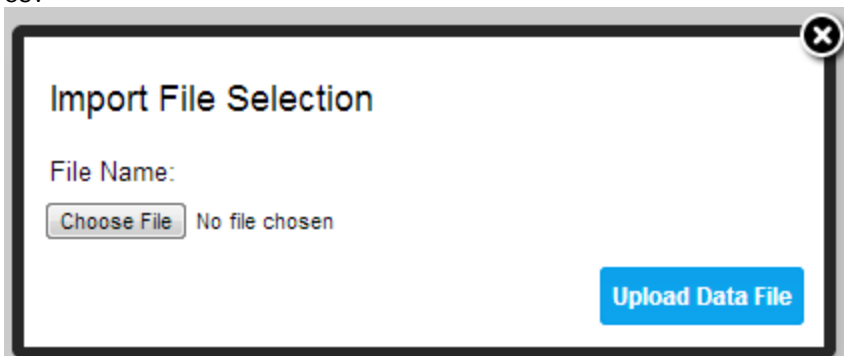 Import File Selection
File Name:
Choose File No file chosen
Upload Data File